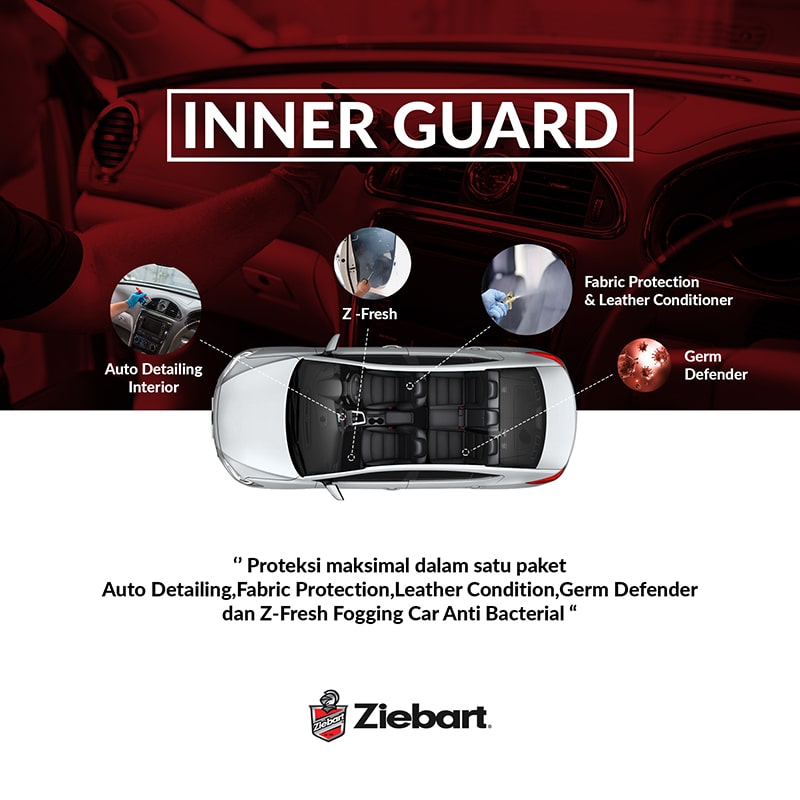 INNER GUARD
Z -Fresh
Fabric Protection
& Leather Conditioner
Auto Detailing
Interior
Germ
Defender
“ Proteksi maksimal dalam satu paket
Auto Detailing,Fabric Protection,Leather Condition,Germ Defender
dan Z-Fresh Fogging Car Anti Bacterial “
Ziebart
Ziebart®